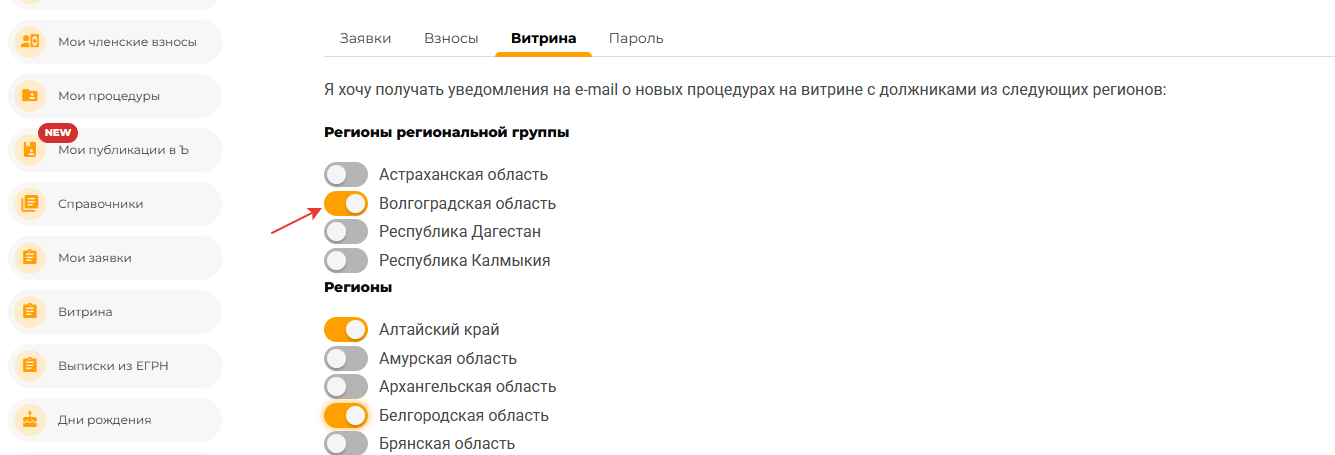 Мои членские взносы
Мои процедуры
NEW
Мои публикации в Ъ
Справочники
Мои заявки
Витрина
Выписки из ЕГРН
Дни рождения
Заявки Взносы Витрина Пароль
Я хочу получать уведомления на e-mail о новых процедурах на витрине с должниками из следующих регионов:
Регионы региональной группы
Астраханская область
Волгоградская область
Республика Дагестан
Республика Калмыкия
Регионы
Алтайский край
Амурская область
Архангельская область
Белгородская область
Брянская область